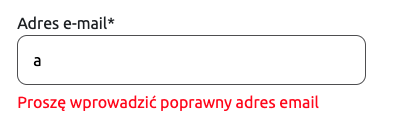 Adres e-mail*
a
Proszę wprowadzić poprawny adres email